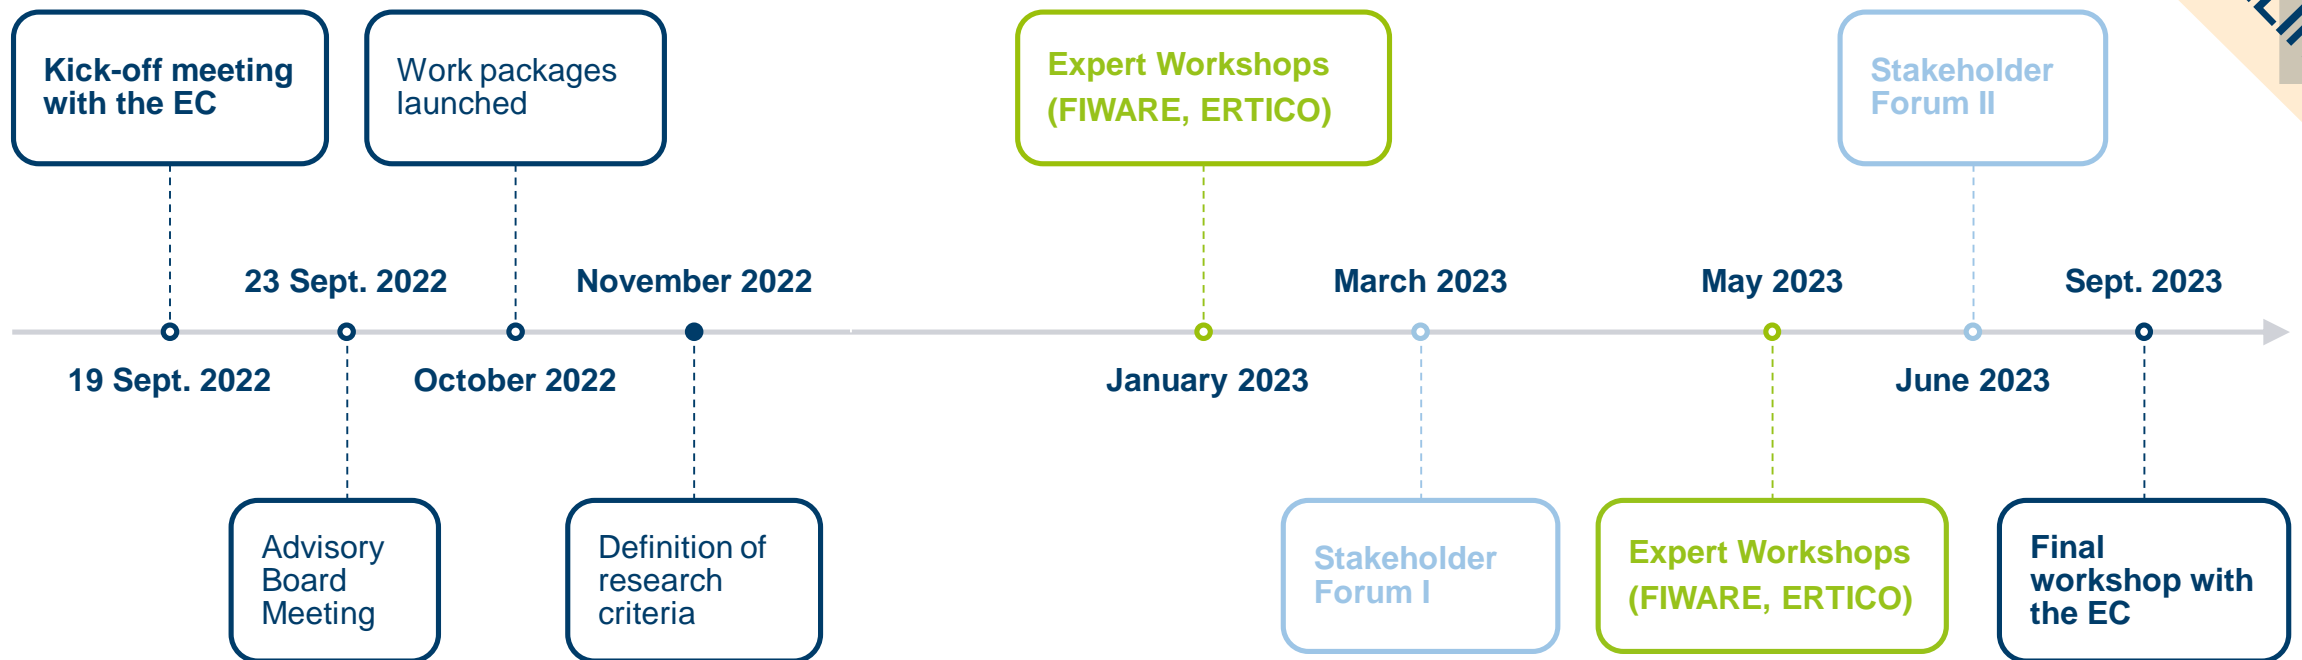 Kick-off meeting
with the EC
Work packages
launched
Expert Workshops
(FIWARE, ERTICO)
Stakeholder
Forum II
23 Sept. 2022
November 2022
March 2023
May 2023
Sept. 2023
19 Sept. 2022
October 2022
January 2023
June 2023
Advisory
Board
Meeting
Definition of
research
criteria
Stakeholder
Forum I
Expert Workshops
(FIWARE, ERTICO)
Final
workshop with
the EC